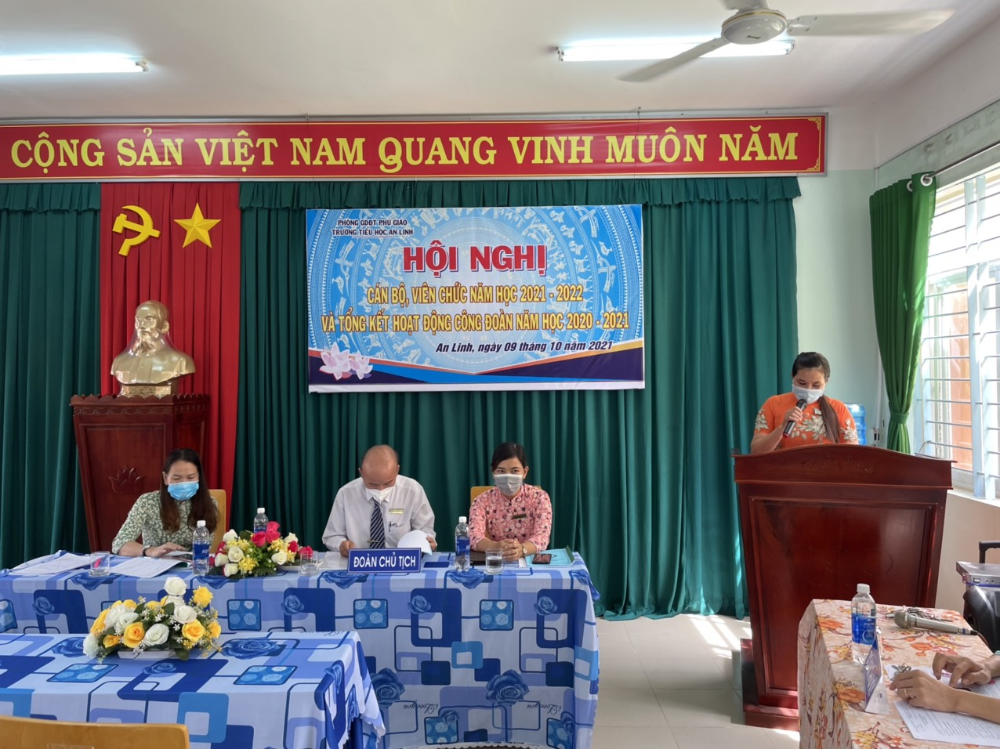 CỘNG SẢN VIỆT NAM QUANG VINH MUÔN NĂM
PHÒNG GDĐT PHÚ GIÁO
TRƯỜNG TIỂU HỌC AN LINH
HỘI NGHỊ
CÁN BỘ, VIÊN CHỨC NĂM HỌC 2021 - 2022
VÀ TỔNG KẾT HOẠT ĐỘNG CÔNG ĐOÀN NĂM HỌC 2020 - 2021
An Linh, ngày 09 tháng 10 năm 2021
ĐOÀN CHỦ TỊCH